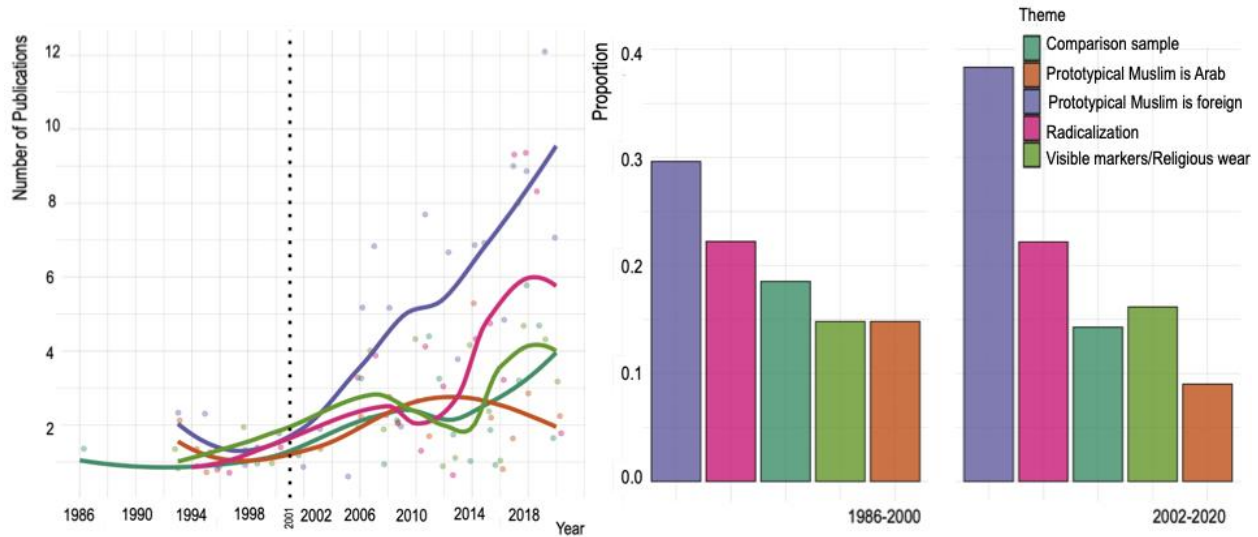 Number of Publications
12
10
8
6
4
2
1986
1990
1994
1998
2001
2002
2006
2010
2014
2018
Year
Proportion
0.4
0.3
0.2
0.1
0.0
1986-2000
2002-2020
Theme
Comparison sample
Prototypical Muslim is Arab
Prototypical Muslim is foreign
Radicalization
Visible markers/Religious wear